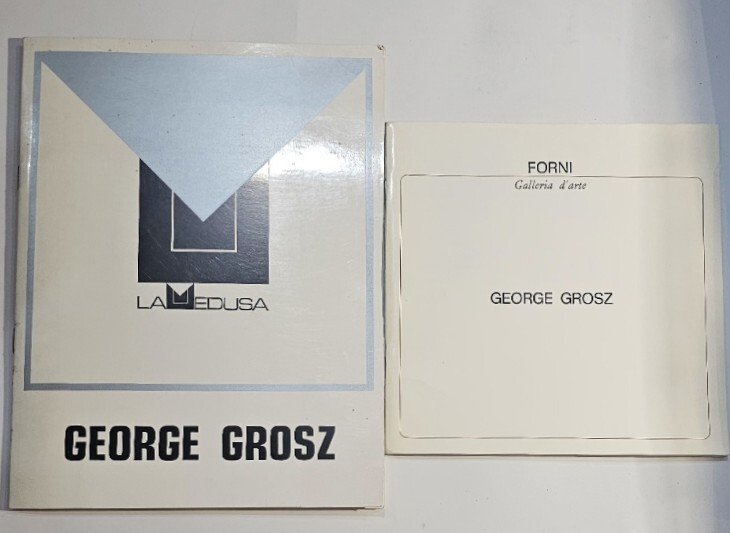 LA MEDUSA
GEORGE GROSZ
FORNI
Galleria d'arte
GEORGE GROSZ